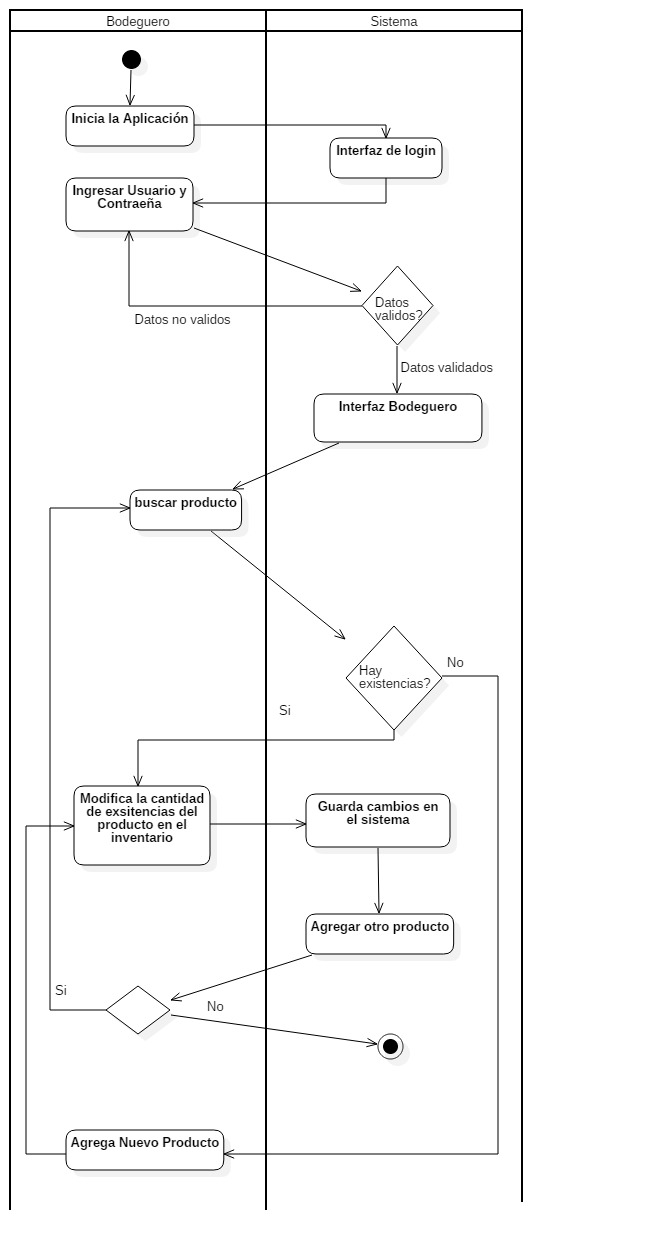 Bodeguero
Sistema
Inicia la Aplicación
Interfaz de login
Ingresar Usuario y
Contraeña
Datos
validos?
Datos no validos
Datos validados
Interfaz Bodeguero
buscar producto
Hay
existencias?
No
Si
Modifica la cantidad
de exsitencias del
producto en el
inventario
Guarda cambios en
el sistema
Agregar otro producto
Si
No
Agrega Nuevo Producto